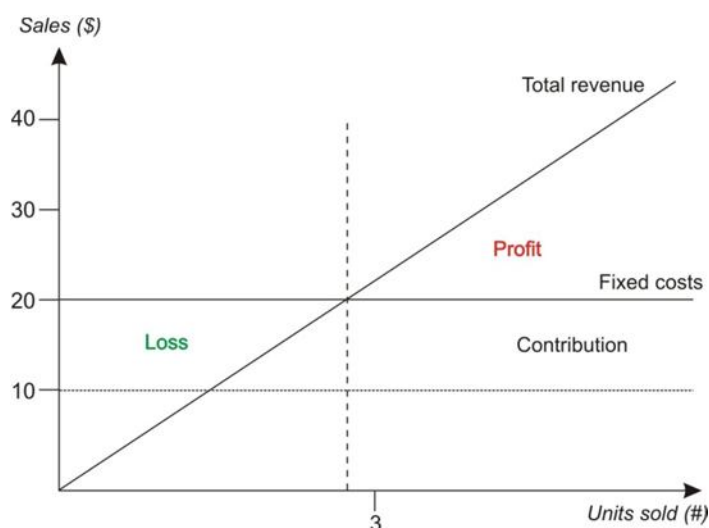 Sales ($)
Total revenue
40
30
Profit
Fixed costs
20
Loss
Contribution
10
3
Units sold (#)